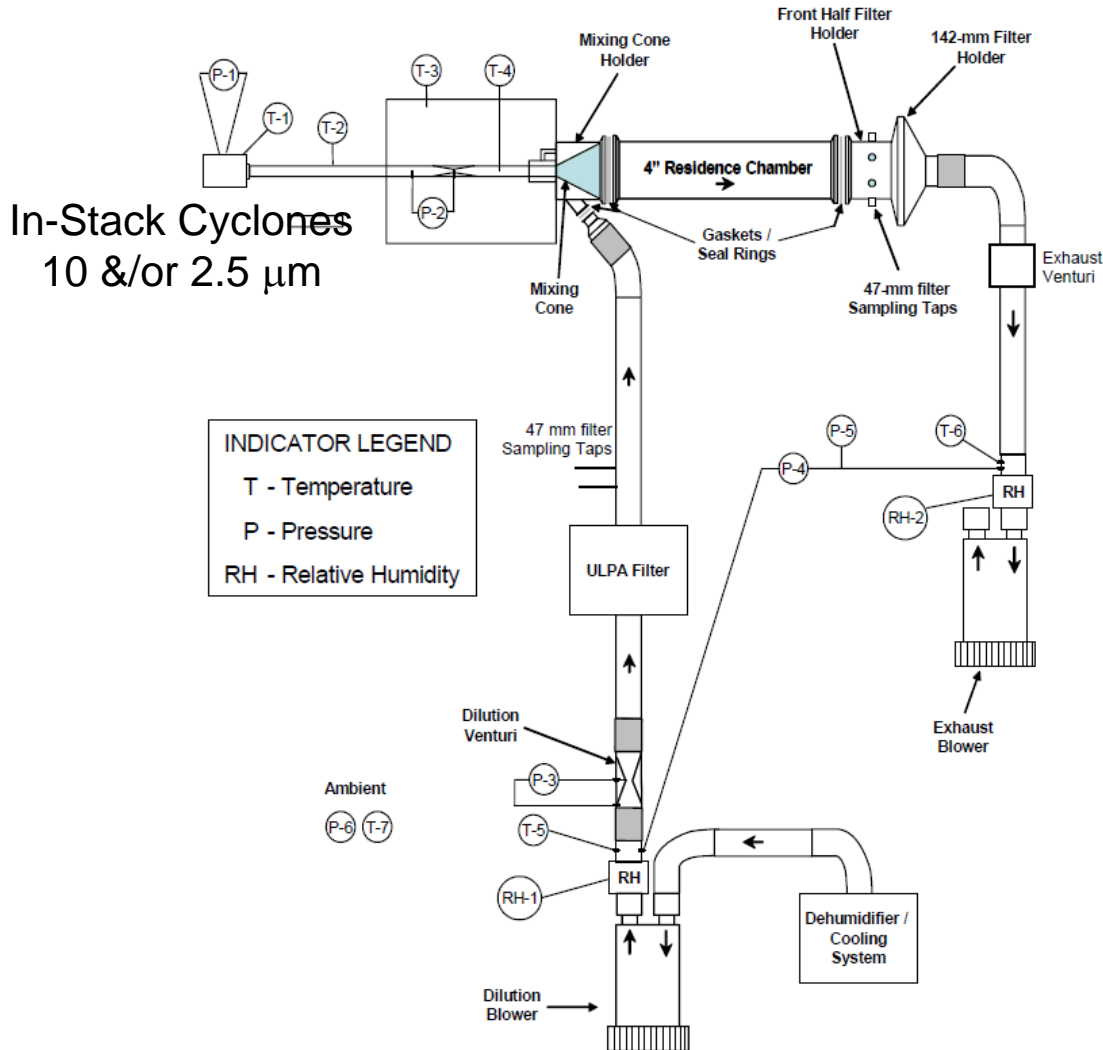 Front Half Filter
Holder
142-mm Filter
Holder
Mixing Cone
Holder
P-1
T-3
T-4
T-1
T-2
4” Residence Chamber
P-2
In-Stack Cyclones
10 &/or 2.5 μm
Gaskets /
Seal Rings
Mixing
Cone
47-mm filter
Sampling Taps
Exhaust
Venturi
INDICATOR LEGEND
T - Temperature
P - Pressure
RH - Relative Humidity
47 mm filter
Sampling Taps
P-5
T-6
P-4
RH
RH-2
ULPA Filter
Dilution
Venturi
Exhaust
Blower
P-3
Ambient
P-6 T-7
T-5
RH
RH-1
Dehumidifier /
Cooling
System
Dilution
Blower